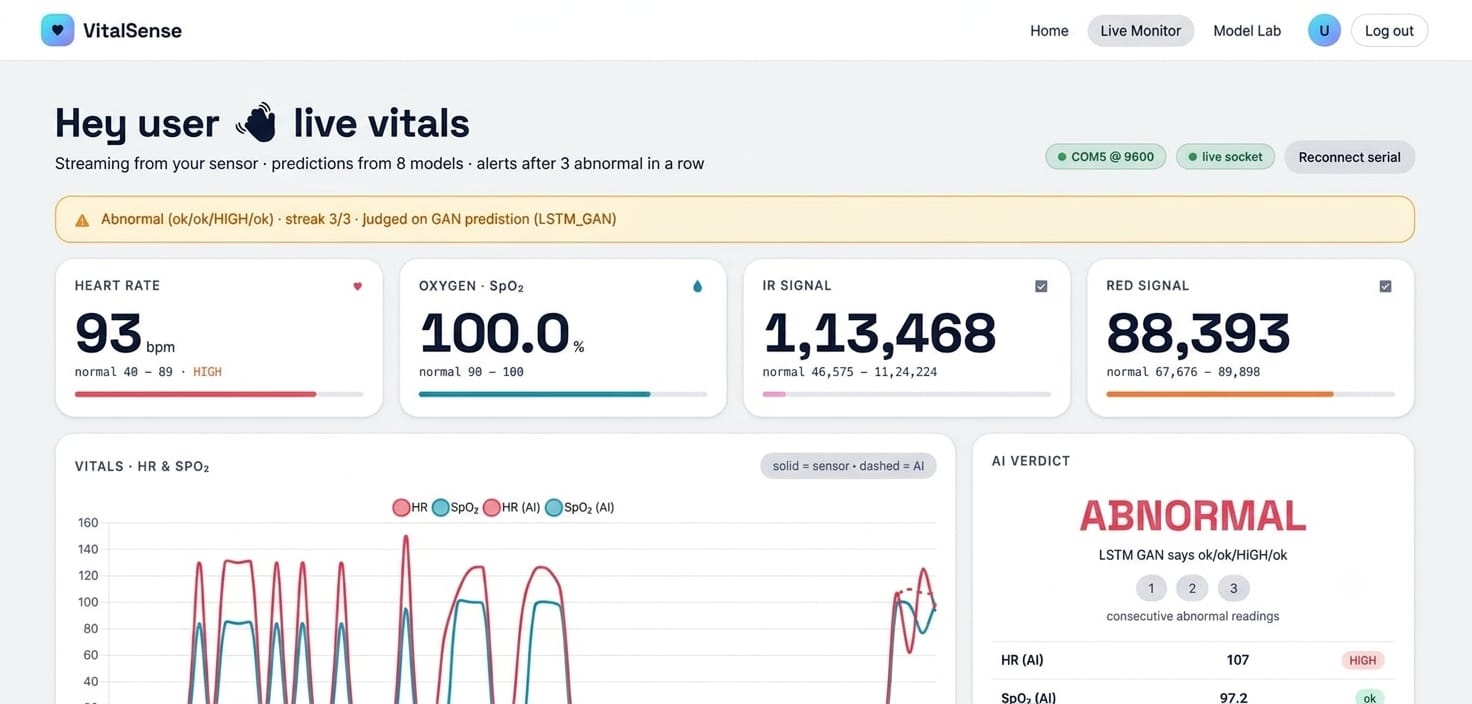 VitalSense
Home Live Monitor Model Lab U Log out
Hey user 👋 live vitals
Streaming from your sensor · predictions from 8 models · alerts after 3 abnormal in a row
COM5 @ 9600 live socket Reconnect serial
Abnormal (ok/ok/HIGH/ok) · streak 3/3 · Judged on GAN predistion (LSTM_GAN)
HEART RATE
93 bpm
normal 40 – 89 · HIGH
OXYGEN · SpO₂
100.0 %
normal 90 – 100
IR SIGNAL
1,13,468
normal 46,575 – 11,24,224
RED SIGNAL
88,393
normal 67,676 – 89,898
VITALS · HR & SPO₂
solid = sensor • dashed = AI
HR SpO₂ HR (AI) SpO₂ (AI)
160
140
120
100
80
60
40
AI VERDICT
ABNORMAL
LSTM GAN says ok/ok/HiGH/ok
1 2 3
consecutive abnormal readings
HR (AI) 107 HIGH
SpO₂ (AI) 97.2 ok